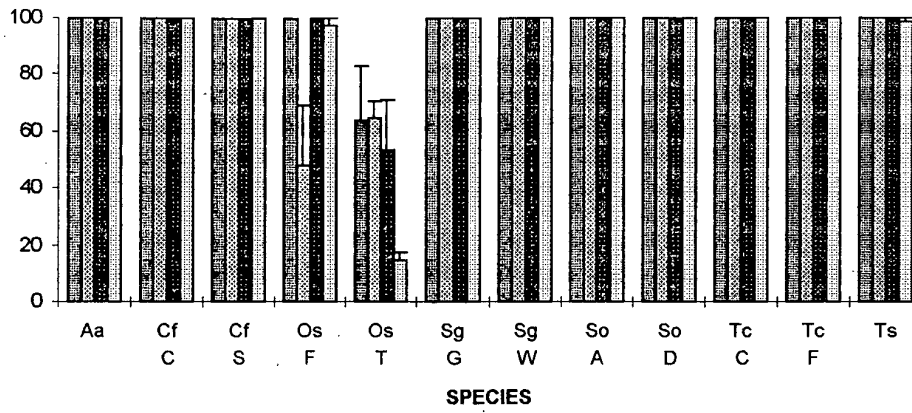 100
80
60
40
20
0
Aa Cf Cf Os Os Sg Sg So So Tc Tc Ts
C S F T G W A D C F
SPECIES